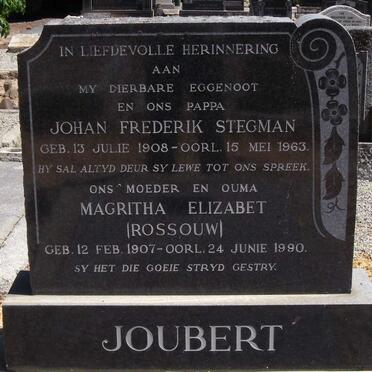 IN LIEFDEVOLLE HERINNERING
AAN
MY DIERBARE EGGENOOT
EN ONS PAPPA
JOHAN FREDERIK STEGMAN
GEB. 13 JULIE 1908 – OORL. 15 MEI 1963.
HY SAL ALTYD DEUR SY LEWE TOT ONS SPREEK.
ONS MOEDER EN OUMA
MAGRITHA ELIZABET
(ROSSOUW)
GEB. 12 FEB. 1907 – OORL. 24 JUNIE 1990.
SY HET DIE GOEIE STRYD GESTRY.
JOUBERT